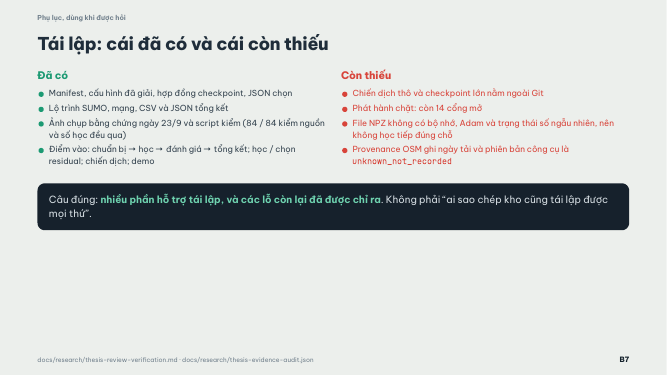 Phụ lục, dùng khi được hỏi
Tái lập: cái đã có và cái còn thiếu
Đã có
Manifest, cấu hình đã giải, hợp đồng checkpoint, JSON chọn
Lộ trình SUMO, mạng, CSV và JSON tổng kết
Ảnh chụp bằng chứng ngày 23/9 và script kiểm (84 / 84 kiểm nguồn
và số học đều qua)
Điểm vào: chuẩn bị → học → đánh giá → tổng kết; học / chọn
residual; chiến dịch; demo
Còn thiếu
Chiến dịch thô và checkpoint lớn nằm ngoài Git
Phát hành chặt: còn 14 cổng mở
File NPZ không có bộ nhớ, Adam và trạng thái số ngẫu nhiên, nên
không học tiếp đúng chỗ
Provenance OSM ghi ngày tải và phiên bản công cụ là
unknown_not_recorded
Câu đúng: nhiều phần hỗ trợ tái lập, và các lỗ còn lại đã được chỉ ra. Không phải “ai sao chép kho cũng tái lập được
mọi thứ”.
docs/research/thesis-review-verification.md · docs/research/thesis-evidence-audit.json
B7